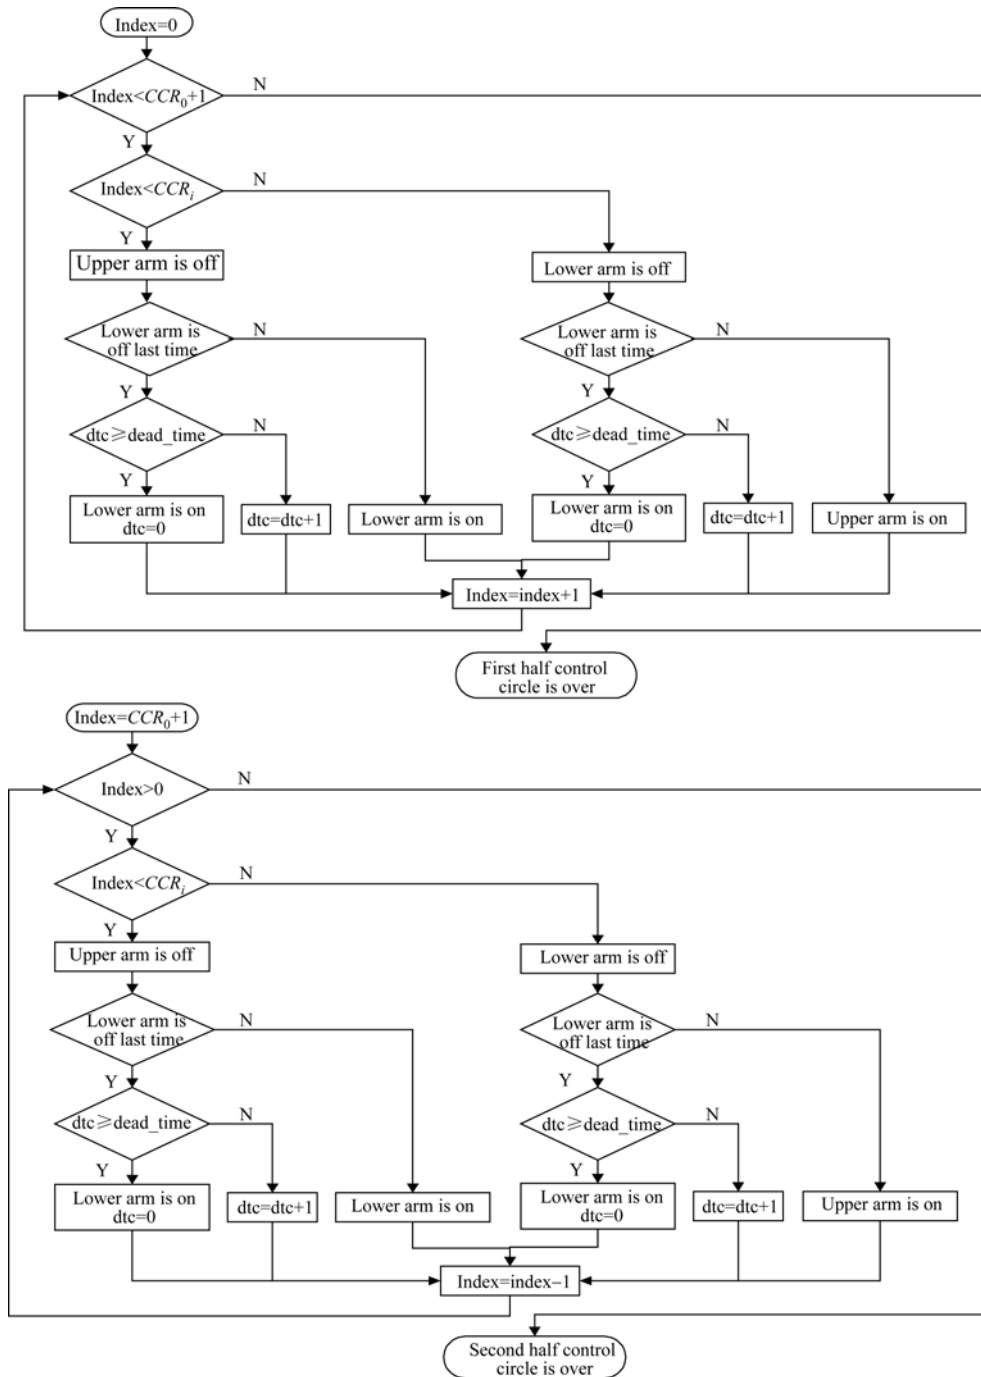 Index=0
Index<CCR0+1
N
Y
Index<CCRi
N
Y
Upper arm is off
Lower arm is off
Lower arm is
off last time
N
Lower arm is
off last time
N
Y
Y
dtc≥dead_time
N
dtc≥dead_time
N
Y
Y
Lower arm is on
dtc=0
dtc=dtc+1
Lower arm is on
Lower arm is on
dtc=0
dtc=dtc+1
Upper arm is on
Index=index+1
First half control
circle is over
Index=CCR0+1
Index>0
N
Y
Index<CCRi
N
Y
Upper arm is off
Lower arm is off
Lower arm is
off last time
N
Lower arm is
off last time
N
Y
Y
dtc≥dead_time
N
dtc≥dead_time
N
Y
Y
Lower arm is on
dtc=0
dtc=dtc+1
Lower arm is on
Lower arm is on
dtc=0
dtc=dtc+1
Upper arm is on
Index=index−1
Second half control
circle is over